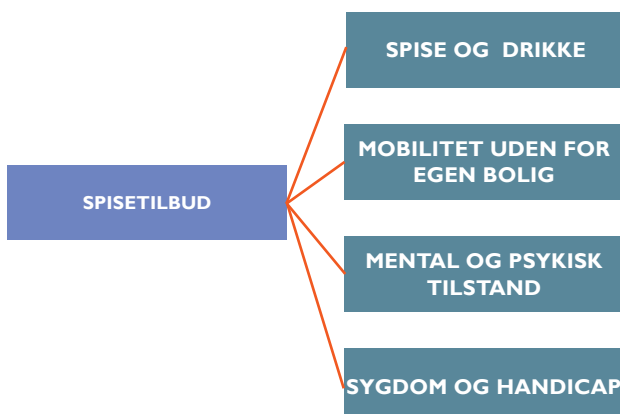 SPISE OG DRIKKE
MOBILITET UDEN FOR
EGEN BOLIG
SPISETILBUD
MENTAL OG PSYKISK
TILSTAND
SYGDOM OG HANDICAP